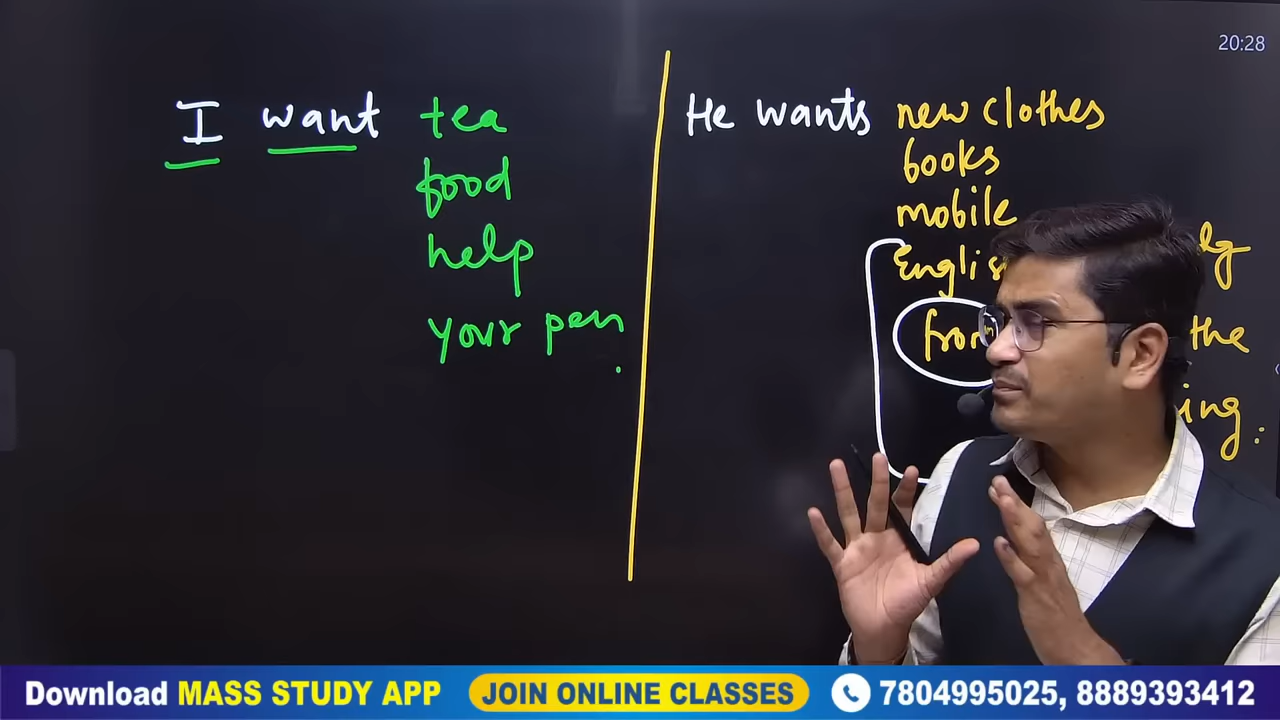 20:28
I want tea
food
help
your pen
.
He wants new clothes
books
mobile
the
Download MASS STUDY APP
JOIN ONLINE CLASSES
7804995025, 8889393412